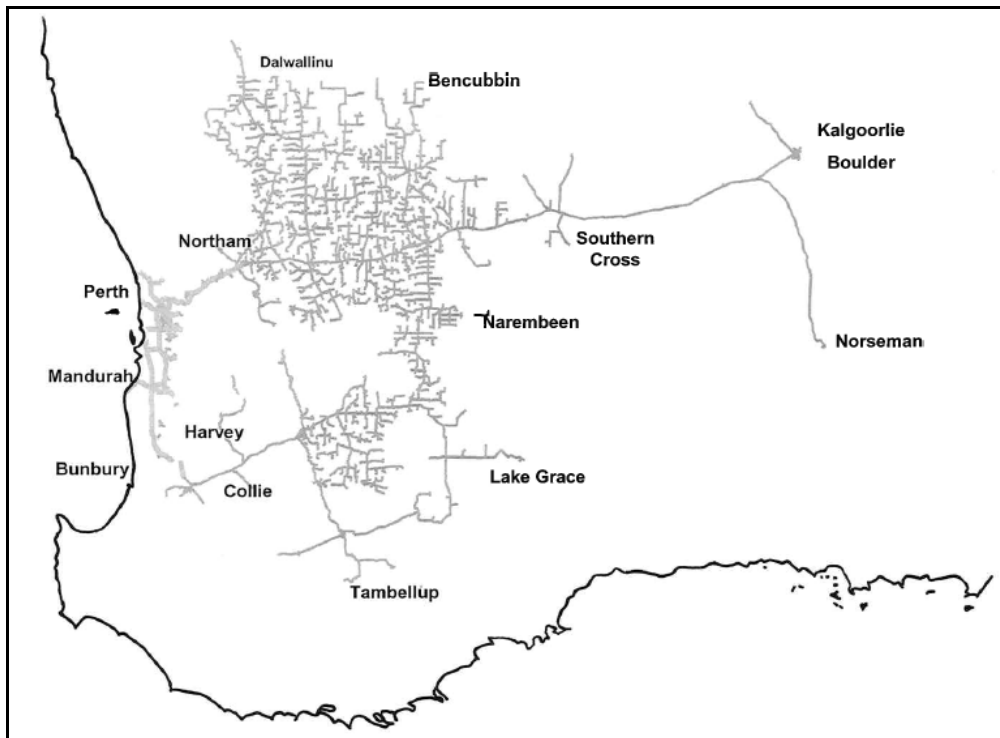 Dalwallinu
Bencubbin
Kalgoorlie
Boulder
Northam
Southern
Cross
Perth
Narembeen
Norseman
Mandurah
Harvey
Bunbury
Collie
Lake Grace
Tambellup